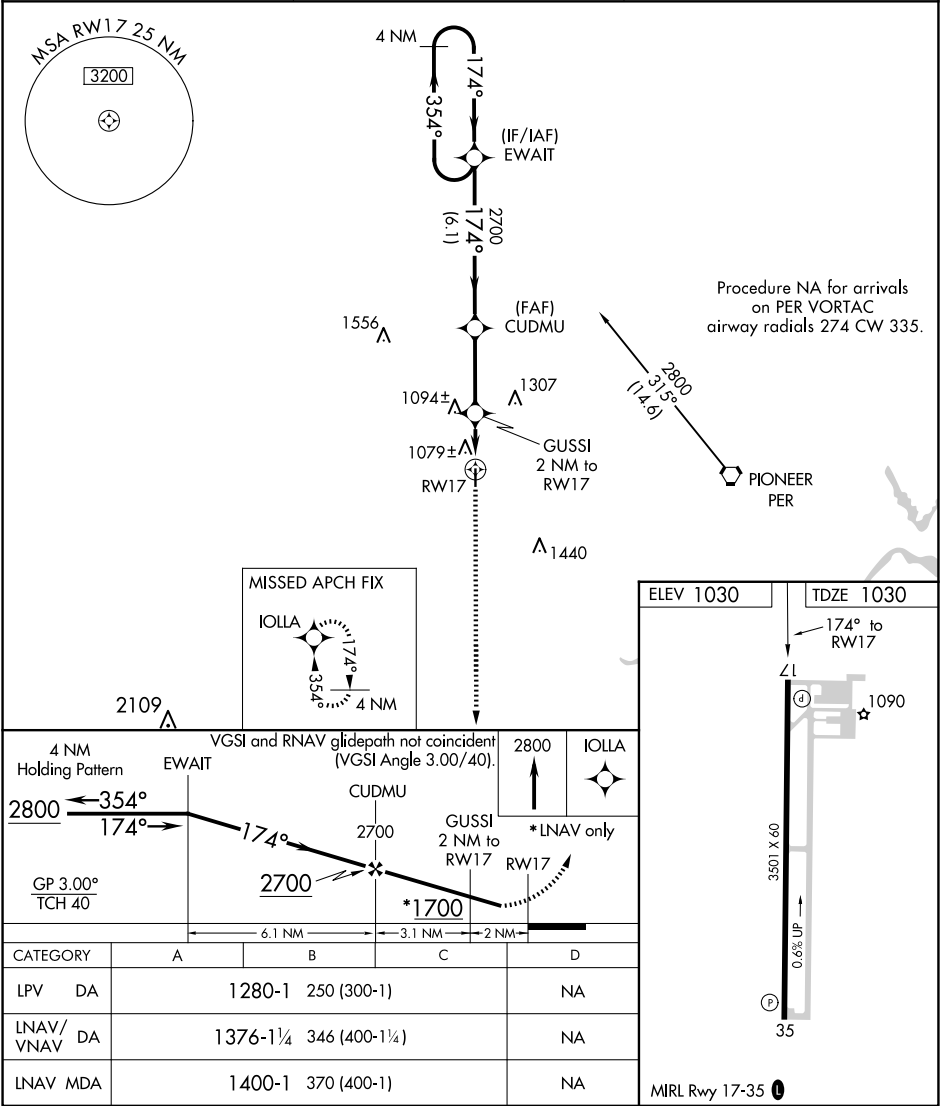 MSA RW17 25 NM
3200
4 NM
174°
354°
(IF/IAF)
EWAIT
2700
174°
(6.1)
Procedure NA for arrivals
on PER VORTAC
airway radials 274 CW 335.
(FAF)
CUDMU
1556
1307
1094±
2800
315°
(14.6)
GUSSI
2 NM to
RW17
1079±
RW17
PIONEER
PER
1440
MISSED APCH FIX
IOLLA
174°
354°
4 NM
2109
ELEV 1030
TDZE 1030
174° to
RW17
17
P
1090
3501 X 60
0.6% UP
P
35
MIRL Rwy 17-35 L
VGSI and RNAV glidepath not coincident
(VGSI Angle 3.00/40).
4 NM
Holding Pattern
EWAIT
2800
IOLLA
CUDMU
2800
354°
174°
174°
2700
GUSSI
2 NM to
RW17
*LNAV only
RW17
2700
GP 3.00°
TCH 40
*1700
6.1 NM
3.1 NM
2 NM
CATEGORY A B C D
LPV DA 1280-1 250 (300-1) NA
LNAV/
VNAV DA 1376-1¼ 346 (400-1¼) NA
LNAV MDA 1400-1 370 (400-1) NA